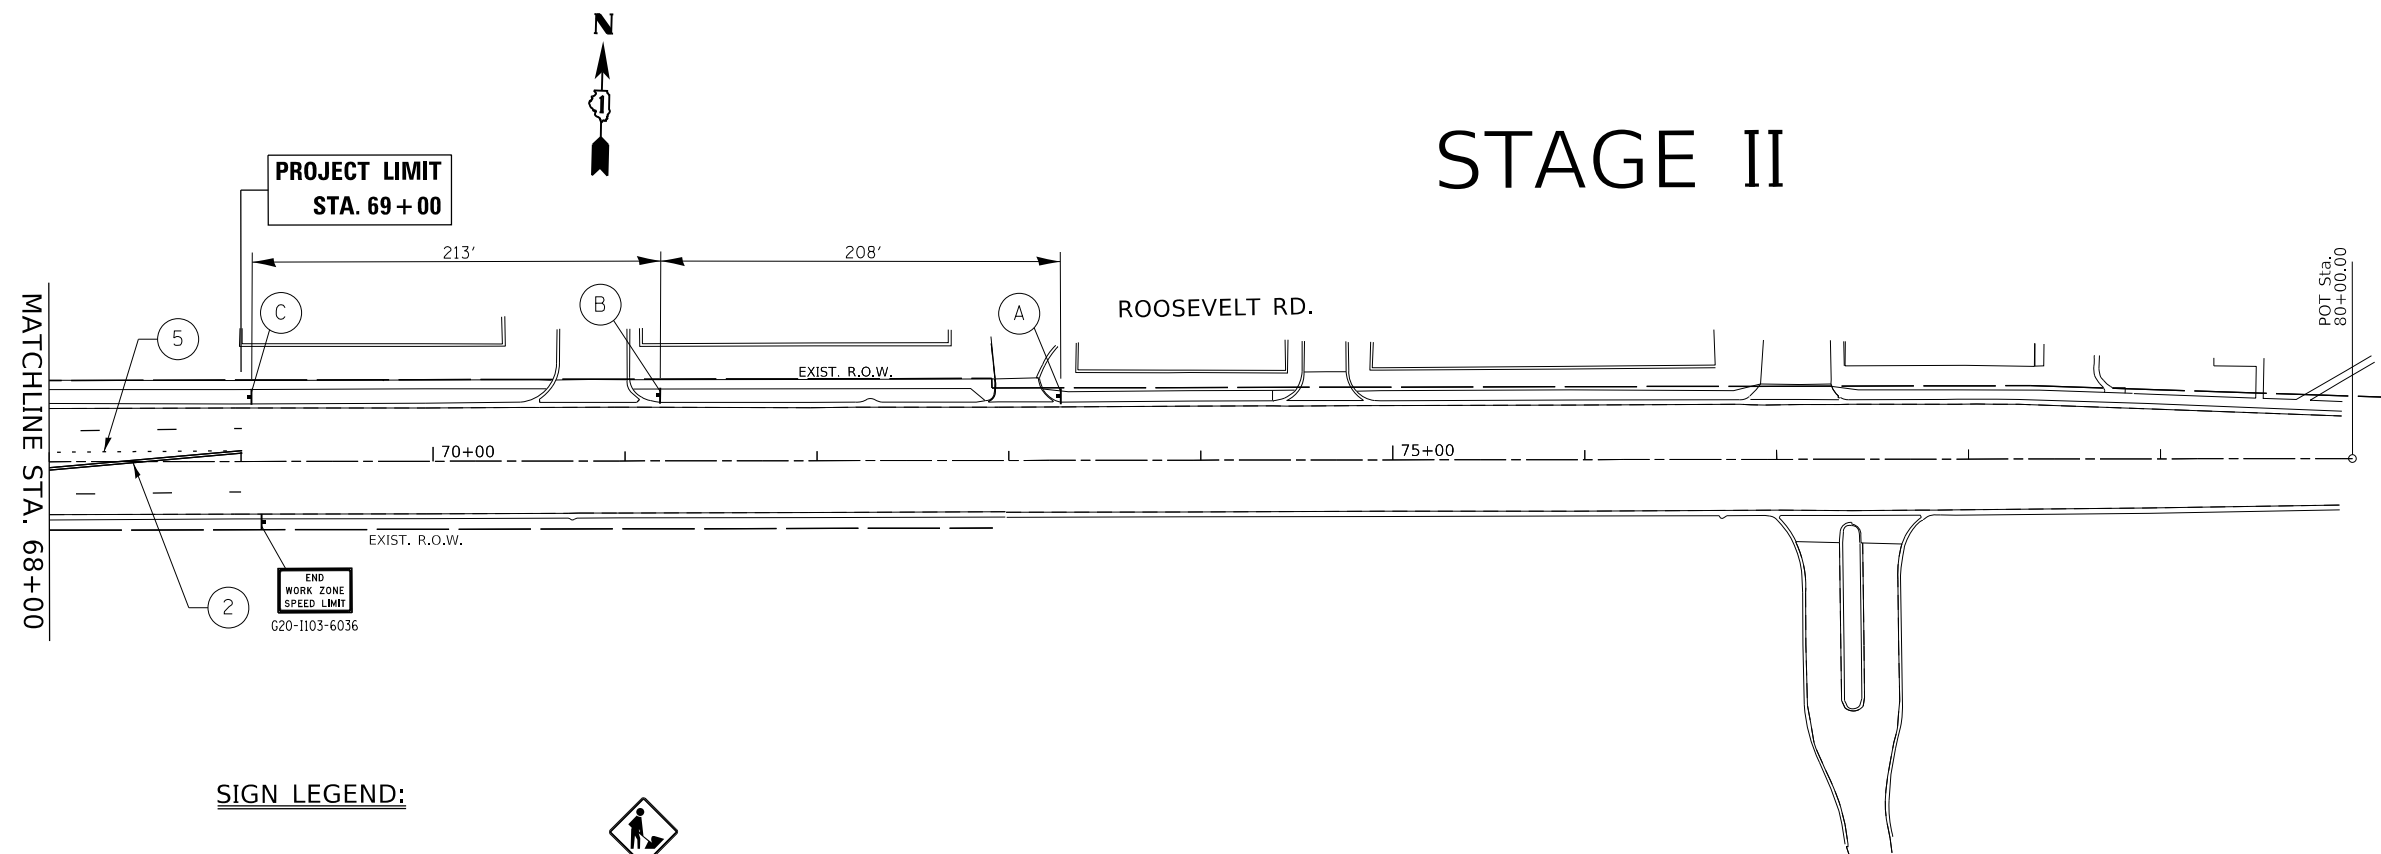 N
1
STAGE II
PROJECT LIMIT
STA. 69+00
213'
208'
C
B
A
ROOSEVELT RD.
POT Sta.
80+000.00
MATCHLINE STA. 68+00
5
EXIST. R.O.W.
70+00
75+00
EXIST. R.O.W.
END
WORK ZONE
SPEED LIMIT
G20-I103-6036
2
SIGN LEGEND: